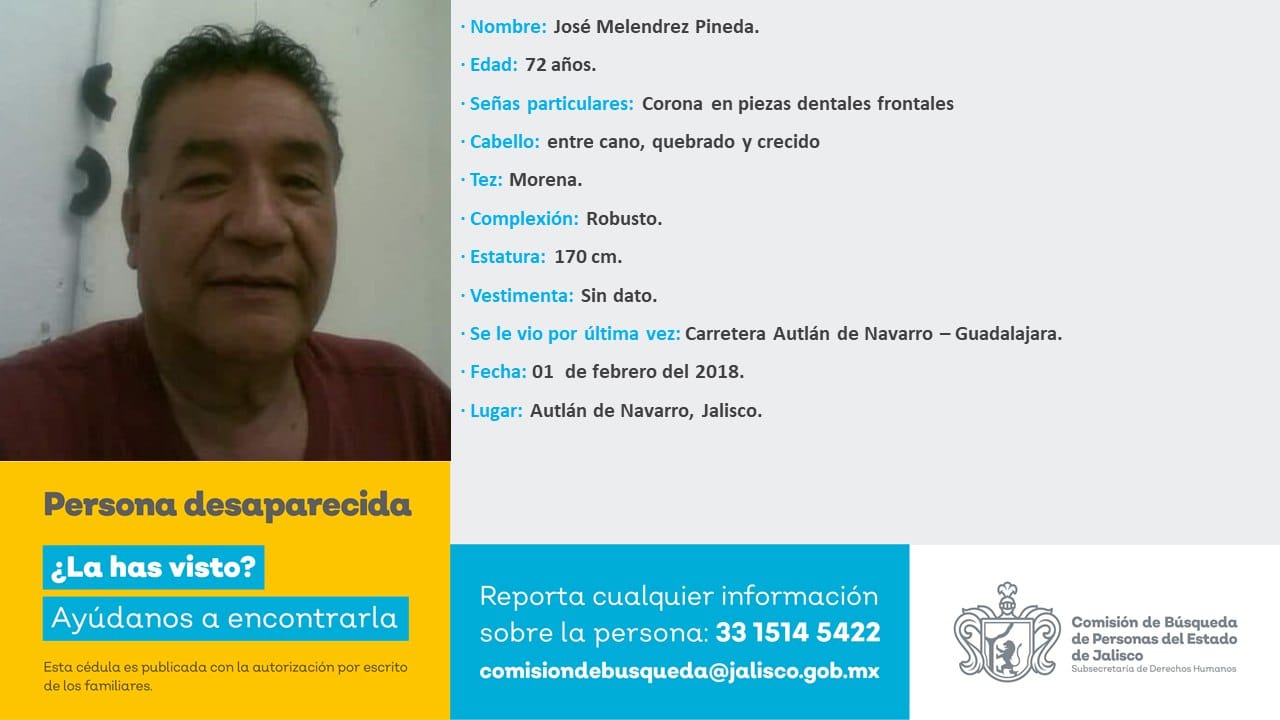 · Nombre: José Melendrez Pineda.
· Edad: 72 años.
· Señas particulares: Corona en piezas dentales frontales
· Cabello: entre cano, quebrado y crecido
· Tez: Morena.
· Complexión: Robusto.
· Estatura: 170 cm.
· Vestimenta: Sin dato.
· Se le vio por última vez: Carretera Autlán de Navarro – Guadalajara.
· Fecha: 01 de febrero del 2018.
· Lugar: Autlán de Navarro, Jalisco.
Persona desaparecida
¿La has visto?
Ayúdanos a encontrarla
Esta cédula es publicada con la autorización por escrito
de los familiares.
Reporta cualquier información
sobre la persona: 33 1514 5422
comisiondebusqueda@jalisco.gob.mx
Comisión de Búsqueda
de Personas del Estado
de Jalisco
Subsecretaría de Derechos Humanos